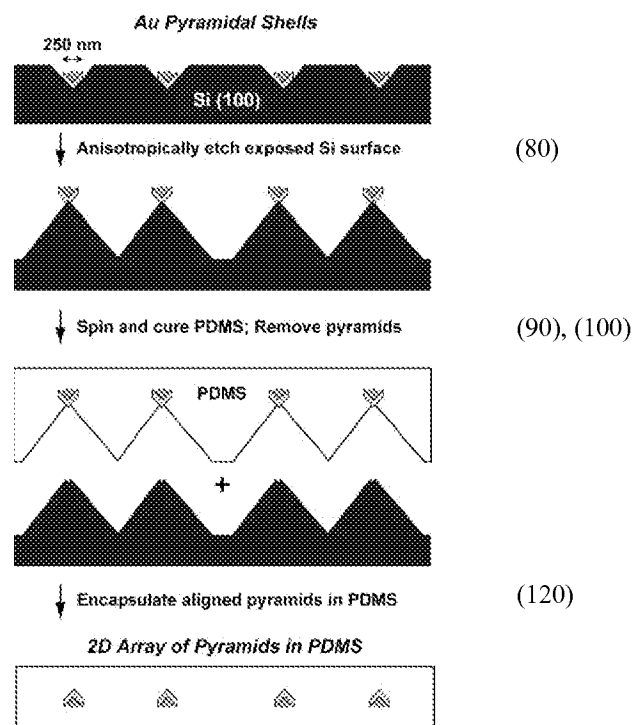 Au Pyramidal Shells
250 nm
Si (100)
Anisotropically etch exposed Si surface (80)
Spin and cure PDMS; Remove pyramids (90), (100)
PDMS
+
Encapsulate aligned pyramids in PDMS (120)
2D Array of Pyramids in PDMS